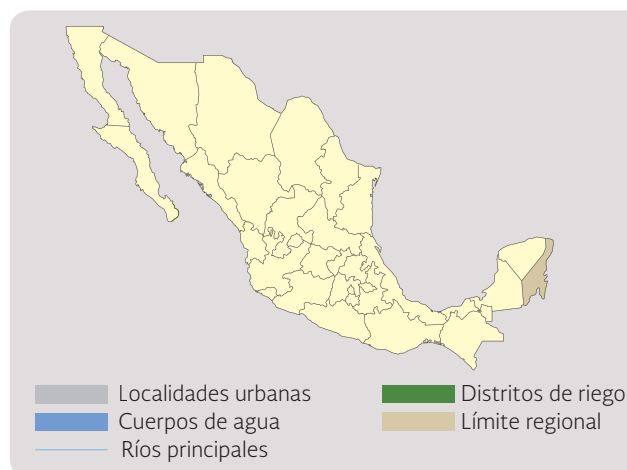 Localidades urbanas
Cuerpos de agua
Ríos principales
Distritos de riego
Límite regional